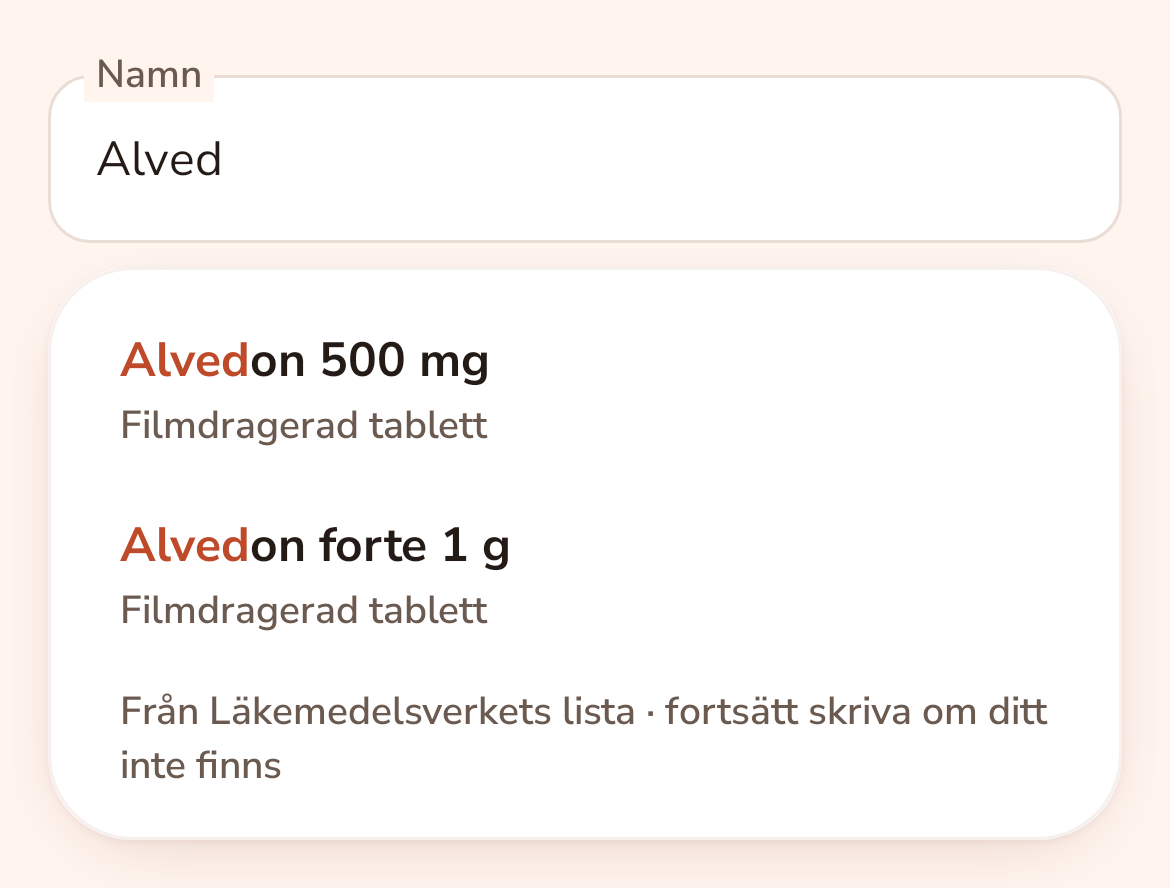 Namn
Alved
Alvedon 500 mg
Filmdragerad tablett
Alvedon forte 1 g
Filmdragerad tablett
Från Läkemedelsverkets lista · fortsätt skriva om ditt
inte finns